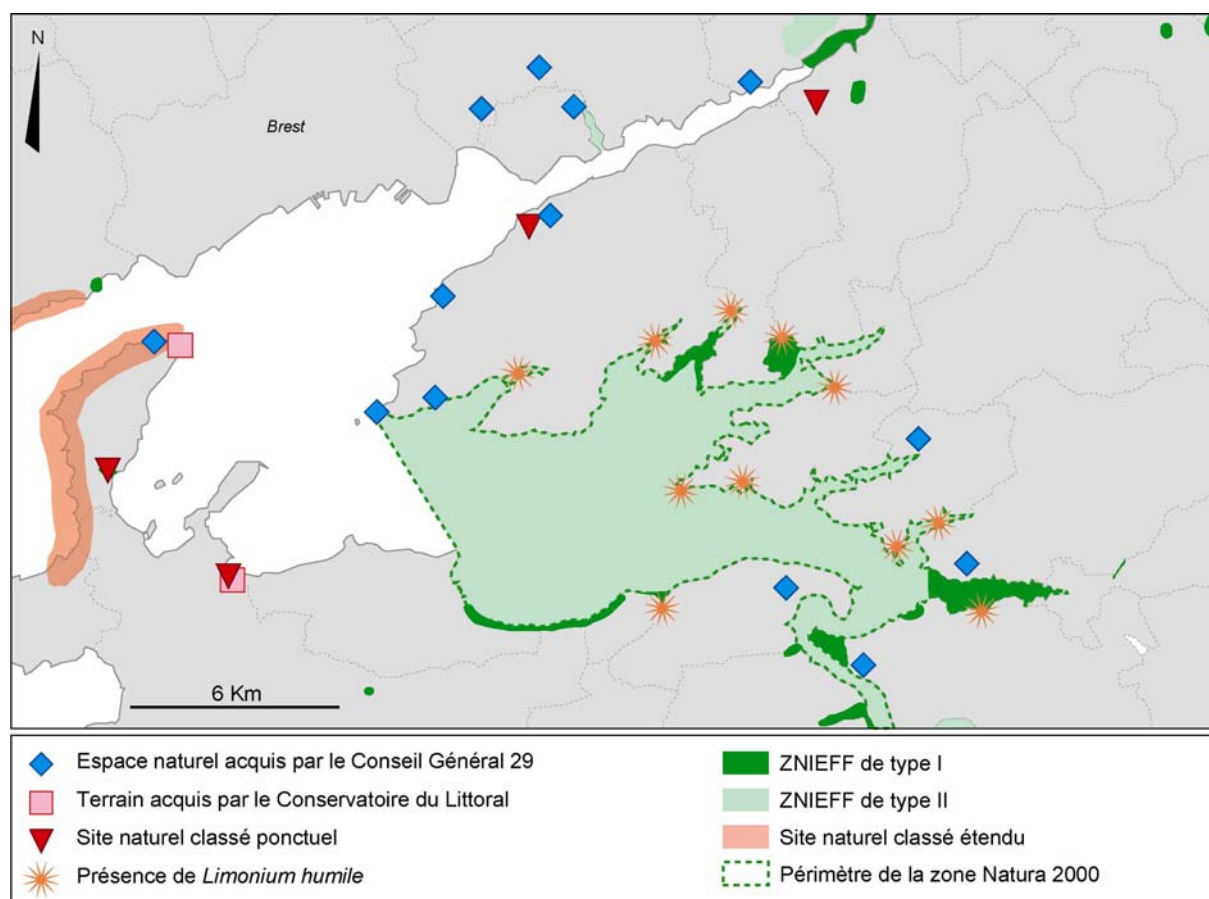 N
Brest
6 Km
Espace naturel acquis par le Conseil Général 29
Terrain acquis par le Conservatoire du Littoral
Site naturel classé ponctuel
Présence de Limonium humile
ZNIEFF de type I
ZNIEFF de type II
Site naturel classé étendu
Périmètre de la zone Natura 2000